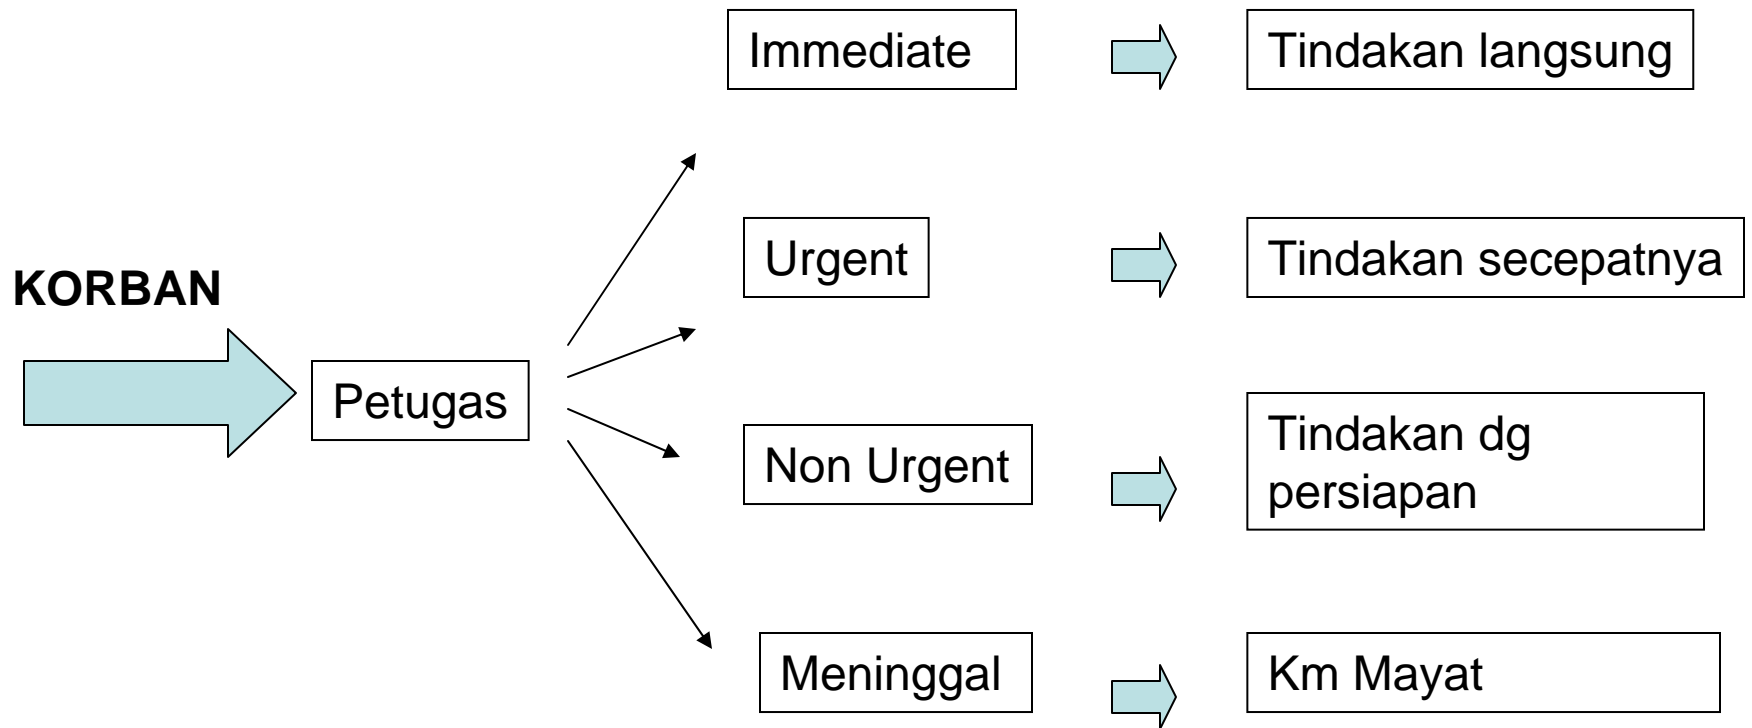 Immediate
Tindakan langsung
Urgent
Tindakan secepatnya
KORBAN
Petugas
Non Urgent
Tindakan dg
persiapan
Meninggal
Km Mayat